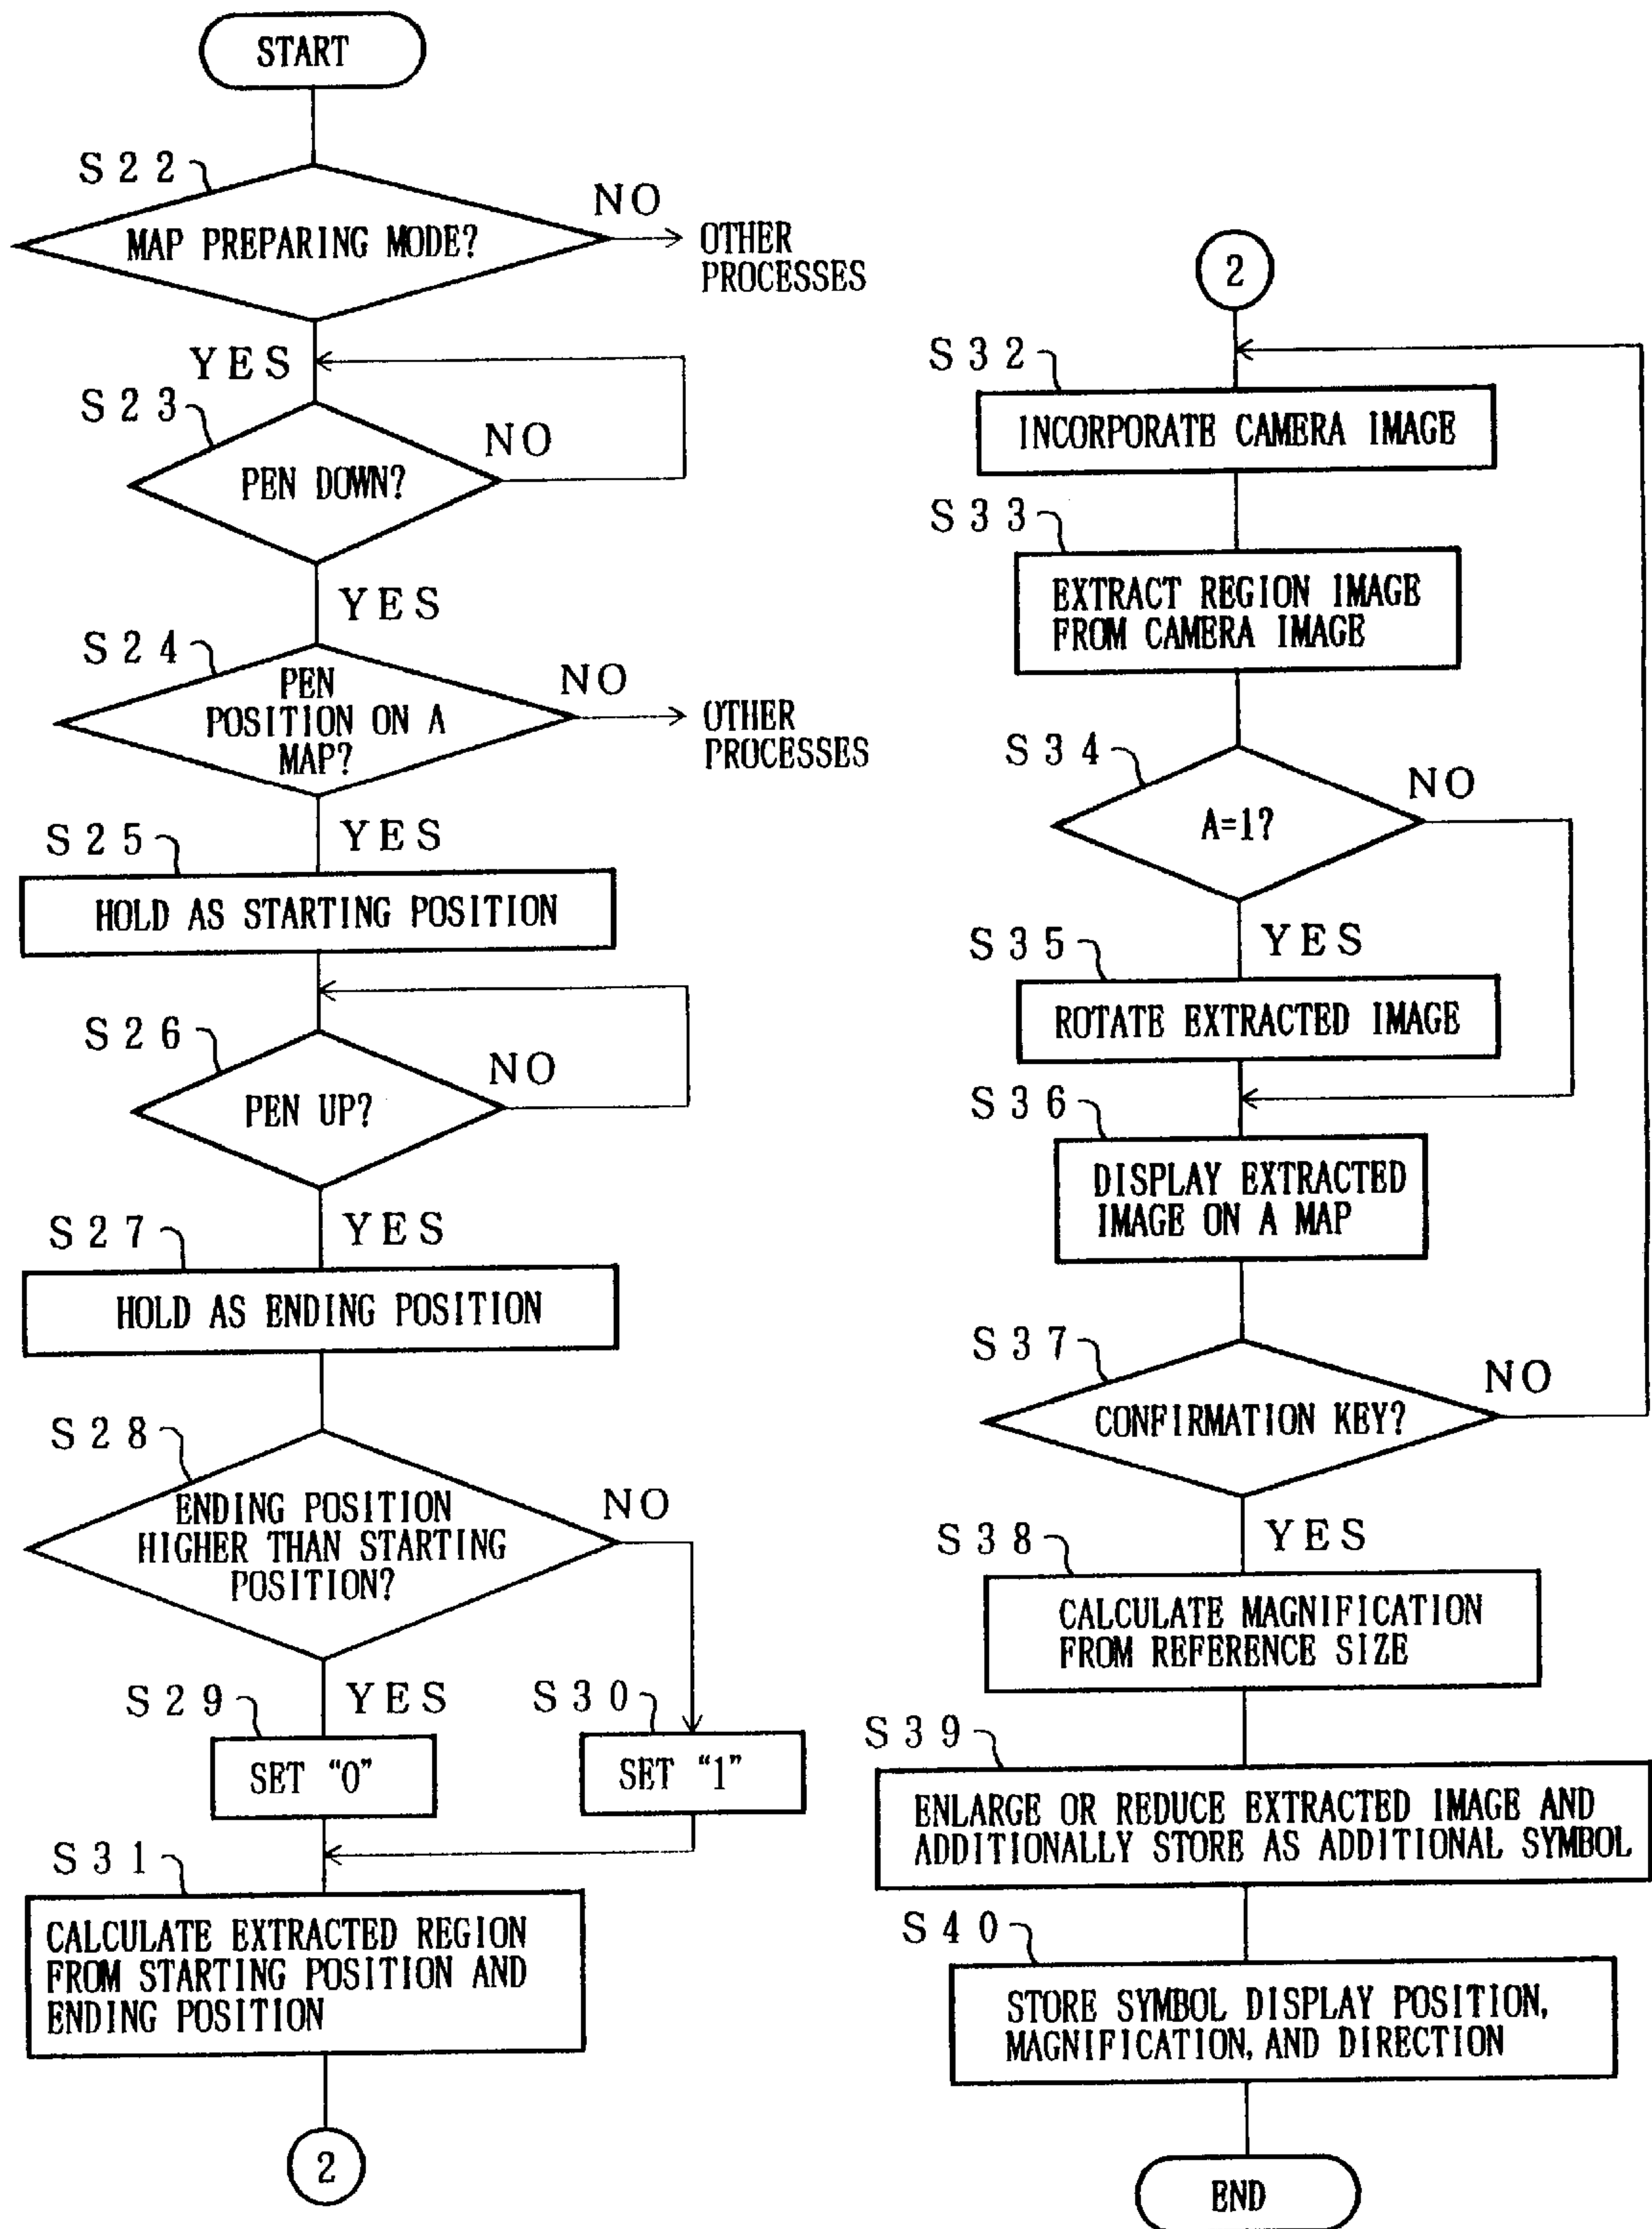 START
S22
NO
MAP PREPARING MODE?
OTHER
PROCESSES
YES
S23
NO
PEN DOWN?
YES
S24
NO
PEN
POSITION ON A
MAP?
OTHER
PROCESSES
YES
S25
HOLD AS STARTING POSITION
S26
NO
PEN UP?
YES
S27
HOLD AS ENDING POSITION
S28
NO
ENDING POSITION
HIGHER THAN STARTING
POSITION?
S29
YES
S30
SET “0”
SET “1”
S31
CALCULATE EXTRACTED REGION
FROM STARTING POSITION AND
ENDING POSITION
2
2
S32
INCORPORATE CAMERA IMAGE
S33
EXTRACT REGION IMAGE
FROM CAMERA IMAGE
S34
NO
A=1?
YES
S35
ROTATE EXTRACTED IMAGE
S36
DISPLAY EXTRACTED
IMAGE ON A MAP
S37
NO
CONFIRMATION KEY?
YES
S38
CALCULATE MAGNIFICATION
FROM REFERENCE SIZE
S39
ENLARGE OR REDUCE EXTRACTED IMAGE AND
ADDITIONALLY STORE AS ADDITIONAL SYMBOL
S40
STORE SYMBOL DISPLAY POSITION,
MAGNIFICATION, AND DIRECTION
END